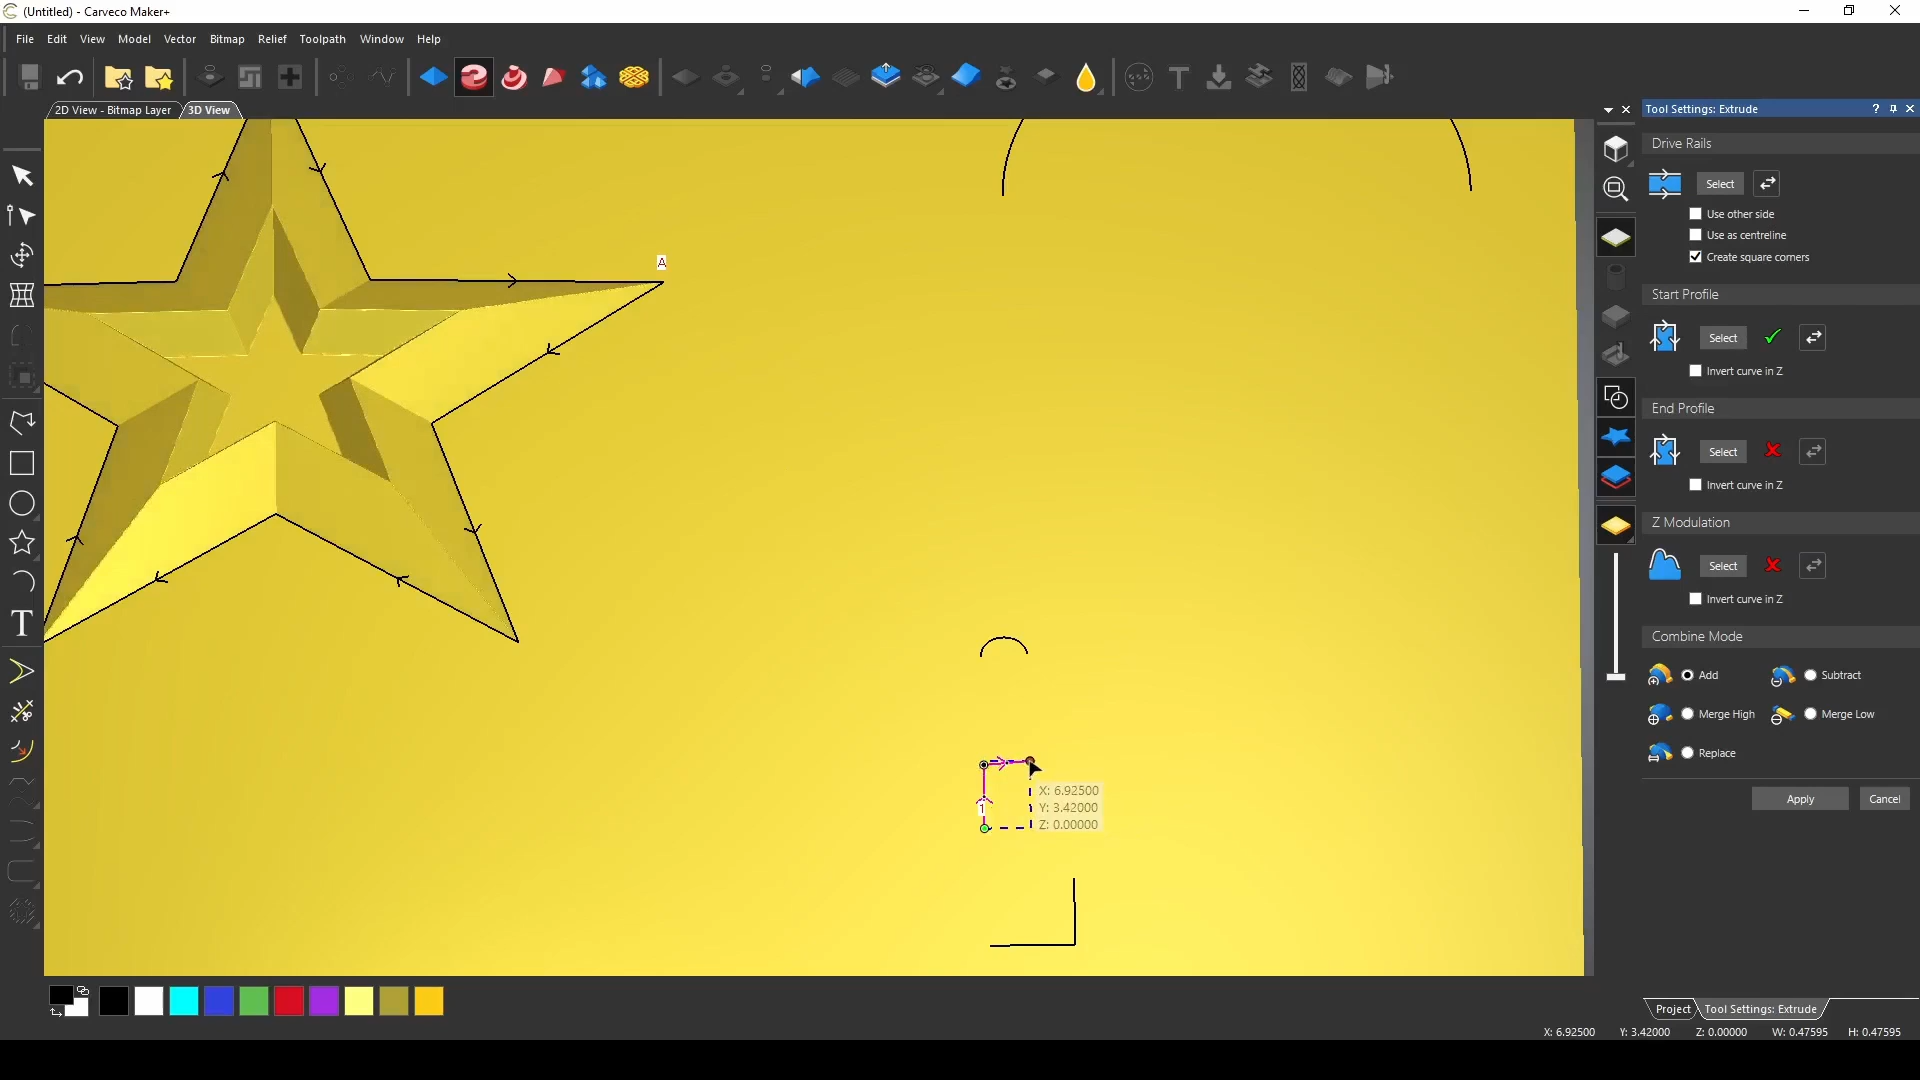 (Untitled) - Carveco Maker+
File Edit View Model Vector Bitmap Relief Toolpath Window Help
2D View - Bitmap Layer 3D View
Tool Settings: Extrude ?
Drive Rails
Select
Use other side
Use as centreline
Create square corners
Start Profile
Select
Invert curve in Z
End Profile
Select
Invert curve in Z
Z Modulation
Select
Invert curve in Z
Combine Mode
Add Subtract
Merge High Merge Low
Replace
Apply Cancel
A
1
X: 6.92500
Y: 3.42000
Z: 0.00000
T
Project Tool Settings: Extrude
X: 6.92500 Y: 3.42000 Z: 0.00000 W: 0.47595 H: 0.47595